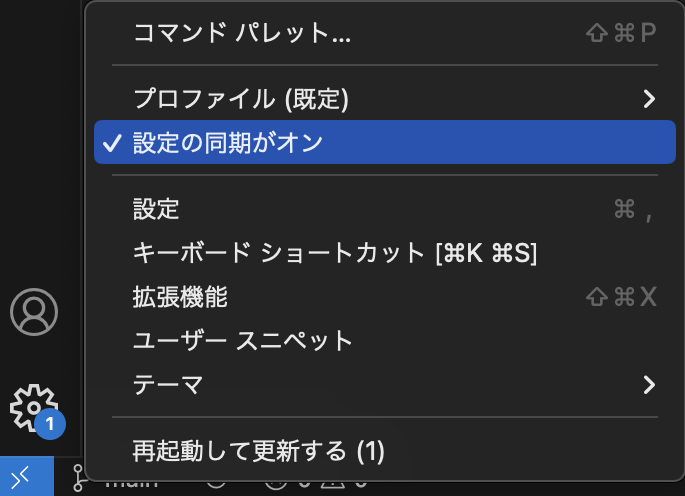 コマンド パレット... ⇧⌘P
プロファイル (既定)
✓ 設定の同期がオン
設定 ⌘ ,
キーボード ショートカット [⌘K ⌘S]
拡張機能 ⇧⌘X
ユーザー スニペット
テーマ
1
再起動して更新する (1)